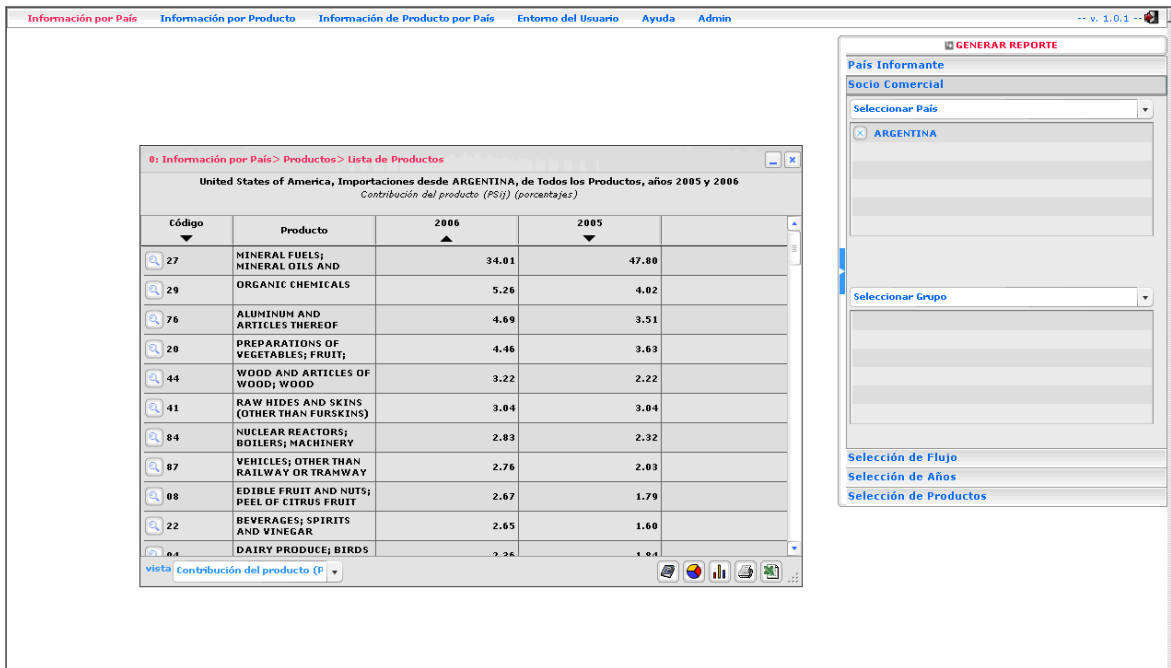 Información por País Información por Producto Información de Producto por País Entorno del Usuario Ayuda Admin -- v. 1.0.1 --
GENERAR REPORTE
País Informante
Socio Comercial
Seleccionar País
ARGENTINA
Seleccionar Grupo
Selección de Flujo
Selección de Años
Selección de Productos
0: Información por País> Productos> Lista de Productos
United States of America, Importaciones desde ARGENTINA, de Todos los Productos, años 2005 y 2006
Contribución del producto (PSij) (porcentajes)
Código Producto 2006 2005
27 MINERAL FUELS; 34.01 47.80
MINERAL OILS AND
29 ORGANIC CHEMICALS 5.26 4.02
76 ALUMINUM AND 4.69 3.51
ARTICLES THEREOF
20 PREPARATIONS OF 4.46 3.63
VEGETABLES; FRUIT;
44 WOOD AND ARTICLES OF 3.22 2.22
WOOD; WOOD
41 RAW HIDES AND SKINS 3.04 3.04
(OTHER THAN FURSKINS)
84 NUCLEAR REACTORS; 2.83 2.32
BOILERS; MACHINERY
87 VEHICLES; OTHER THAN 2.76 2.03
RAILWAY OR TRAMWAY
08 EDIBLE FRUIT AND NUTS; 2.67 1.79
PEEL OF CITRUS FRUIT
22 BEVERAGES; SPIRITS 2.65 1.60
AND VINEGAR
DAIRY PRODUCE; BIRDS
vista Contribución del producto (P